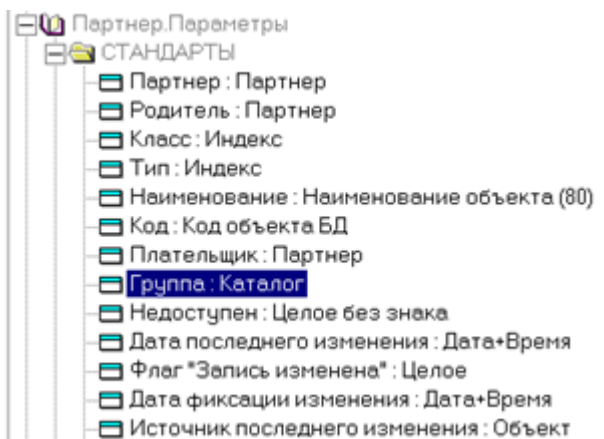 Партнер.Параметры
СТАНДАРТЫ
Партнер : Партнер
Родитель : Партнер
Класс : Индекс
Тип : Индекс
Наименование : Наименование объекта (80)
Код : Код объекта БД
Плательщик : Партнер
Группа : Каталог
Недоступен : Целое без знака
Дата последнего изменения : Дата+Время
Флаг "Запись изменена" : Целое
Дата фиксации изменения : Дата+Время
Источник последнего изменения : Объект